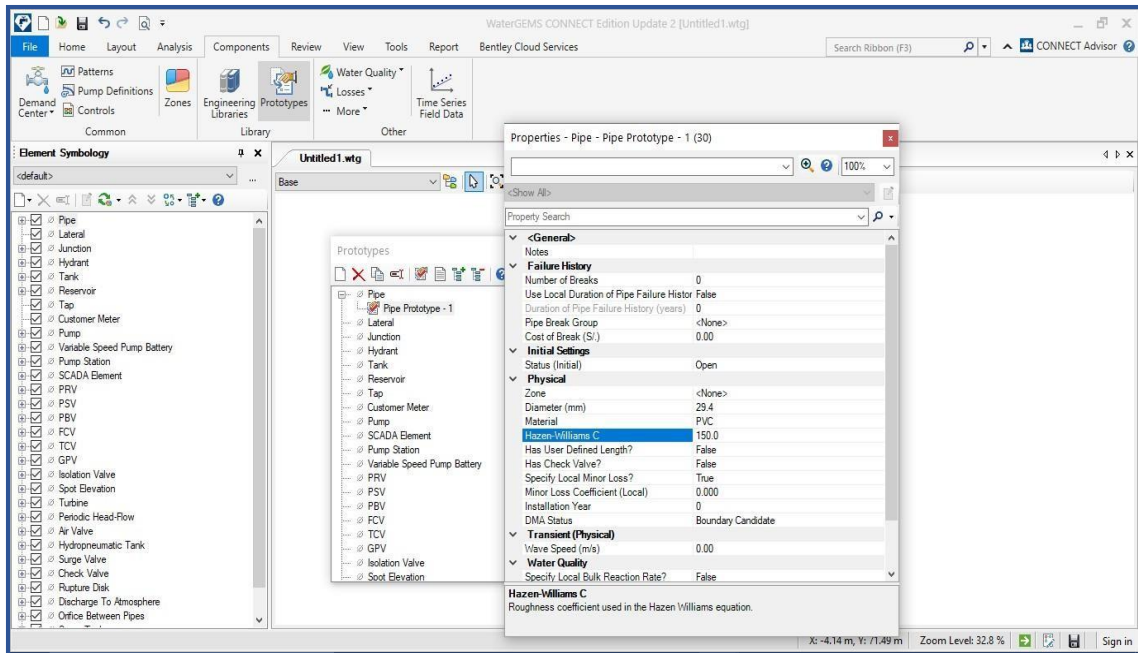 WaterGEMS CONNECT Edition Update 2 [Untitled1.wtg]
File Home Layout Analysis Components Review View Tools Report Bentley Cloud Services Search Ribbon (F3) CONNECT Advisor
Demand Center
Patterns
Pump Definitions
Controls
Zones
Common
Engineering Libraries
Prototypes
Library
Water Quality
Losses
More
Time Series Field Data
Other
Element Symbology
<default>
...
Pipe
Lateral
Junction
Hydrant
Tank
Reservoir
Tap
Customer Meter
Pump
Variable Speed Pump Battery
Pump Station
SCADA Element
PRV
PSV
PBV
FCV
TCV
GPV
Isolation Valve
Spot Elevation
Turbine
Periodic Head-Flow
Air Valve
Hydropneumatic Tank
Surge Valve
Check Valve
Rupture Disk
Discharge To Atmosphere
Orifice Between Pipes
Untitled1.wtg
Base
Prototypes
Pipe
Pipe Prototype - 1
Lateral
Junction
Hydrant
Tank
Reservoir
Tap
Customer Meter
Pump
SCADA Element
Pump Station
Variable Speed Pump Battery
PRV
PSV
PBV
FCV
TCV
GPV
Isolation Valve
Spot Elevation
Properties - Pipe - Pipe Prototype - 1 (30)
x
100%
<Show All>
Property Search
<General>
Notes
Failure History
Number of Breaks 0
Use Local Duration of Pipe Failure Histor False
Duration of Pipe Failure History (years) 0
Pipe Break Group <None>
Cost of Break (S/.) 0.00
Initial Settings
Status (Initial) Open
Physical
Zone <None>
Diameter (mm) 29.4
Material PVC
Hazen-Williams C 150.0
Has User Defined Length? False
Has Check Valve? False
Specify Local Minor Loss? True
Minor Loss Coefficient (Local) 0.000
Installation Year 0
DMA Status Boundary Candidate
Transient (Physical)
Wave Speed (m/s) 0.00
Water Quality
Specify Local Bulk Reaction Rate? False
Hazen-Williams C
Roughness coefficient used in the Hazen Williams equation.
X: -4.14 m, Y: 71.49 m Zoom Level: 32.8 % Sign in